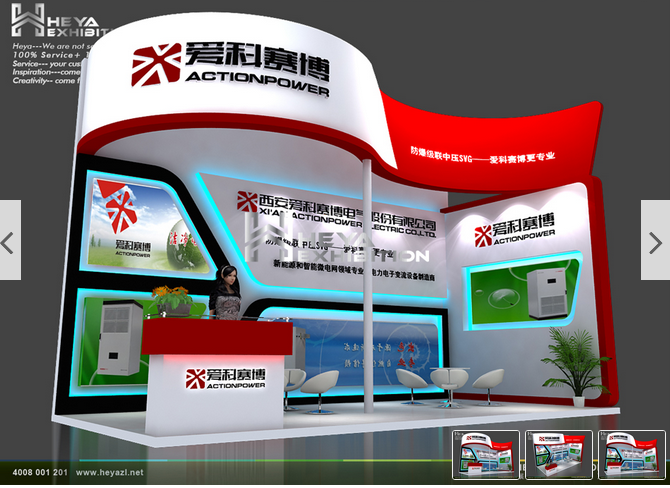 HEYA
EXHIBIT
Heya---We are not se
100% Service+ 1
Service--- your cus
Inspiration---come
Creativity-- come f
爱科赛博
ACTIONPOWER
防爆级联中压SVG——爱科赛博更专业
西安爱科赛博电气股份有限公司
XI'AN ACTIONPOWER ELECTRIC CO.,LTD.
HEYA
EXHIBITION
新能源和智能微电网领域专业 电力电子变流设备制造商
爱科赛博
ACTIONPOWER
爱科赛博
ACTIONPOWER
爱科赛博
ACTIONPOWER
4008 001 201 www.heyazl.net